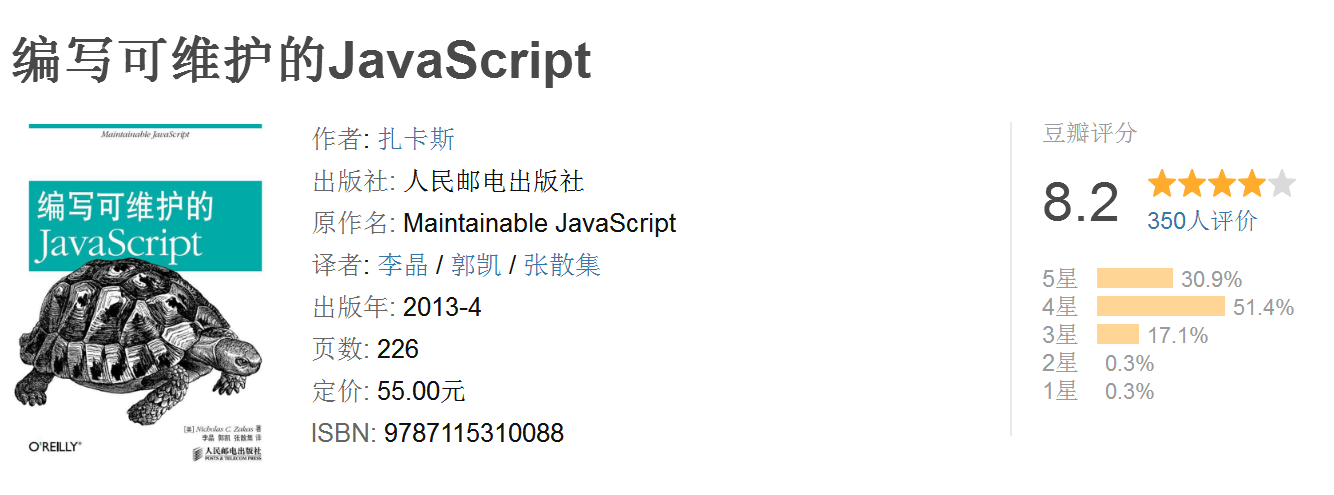 编写可维护的JavaScript
Maintainable JavaScript
编写可维护的
JavaScript
[美] Nicholas C. Zakas 著
李晶 郭凯 张散集 译
O'REILLY®
人民邮电出版社
POSTS & TELECOM PRESS
作者: 扎卡斯
出版社: 人民邮电出版社
原作名: Maintainable JavaScript
译者: 李晶 / 郭凯 / 张散集
出版年: 2013-4
页数: 226
定价: 55.00元
ISBN: 9787115310088
豆瓣评分
8.2
350人评价
5星 30.9%
4星 51.4%
3星 17.1%
2星 0.3%
1星 0.3%